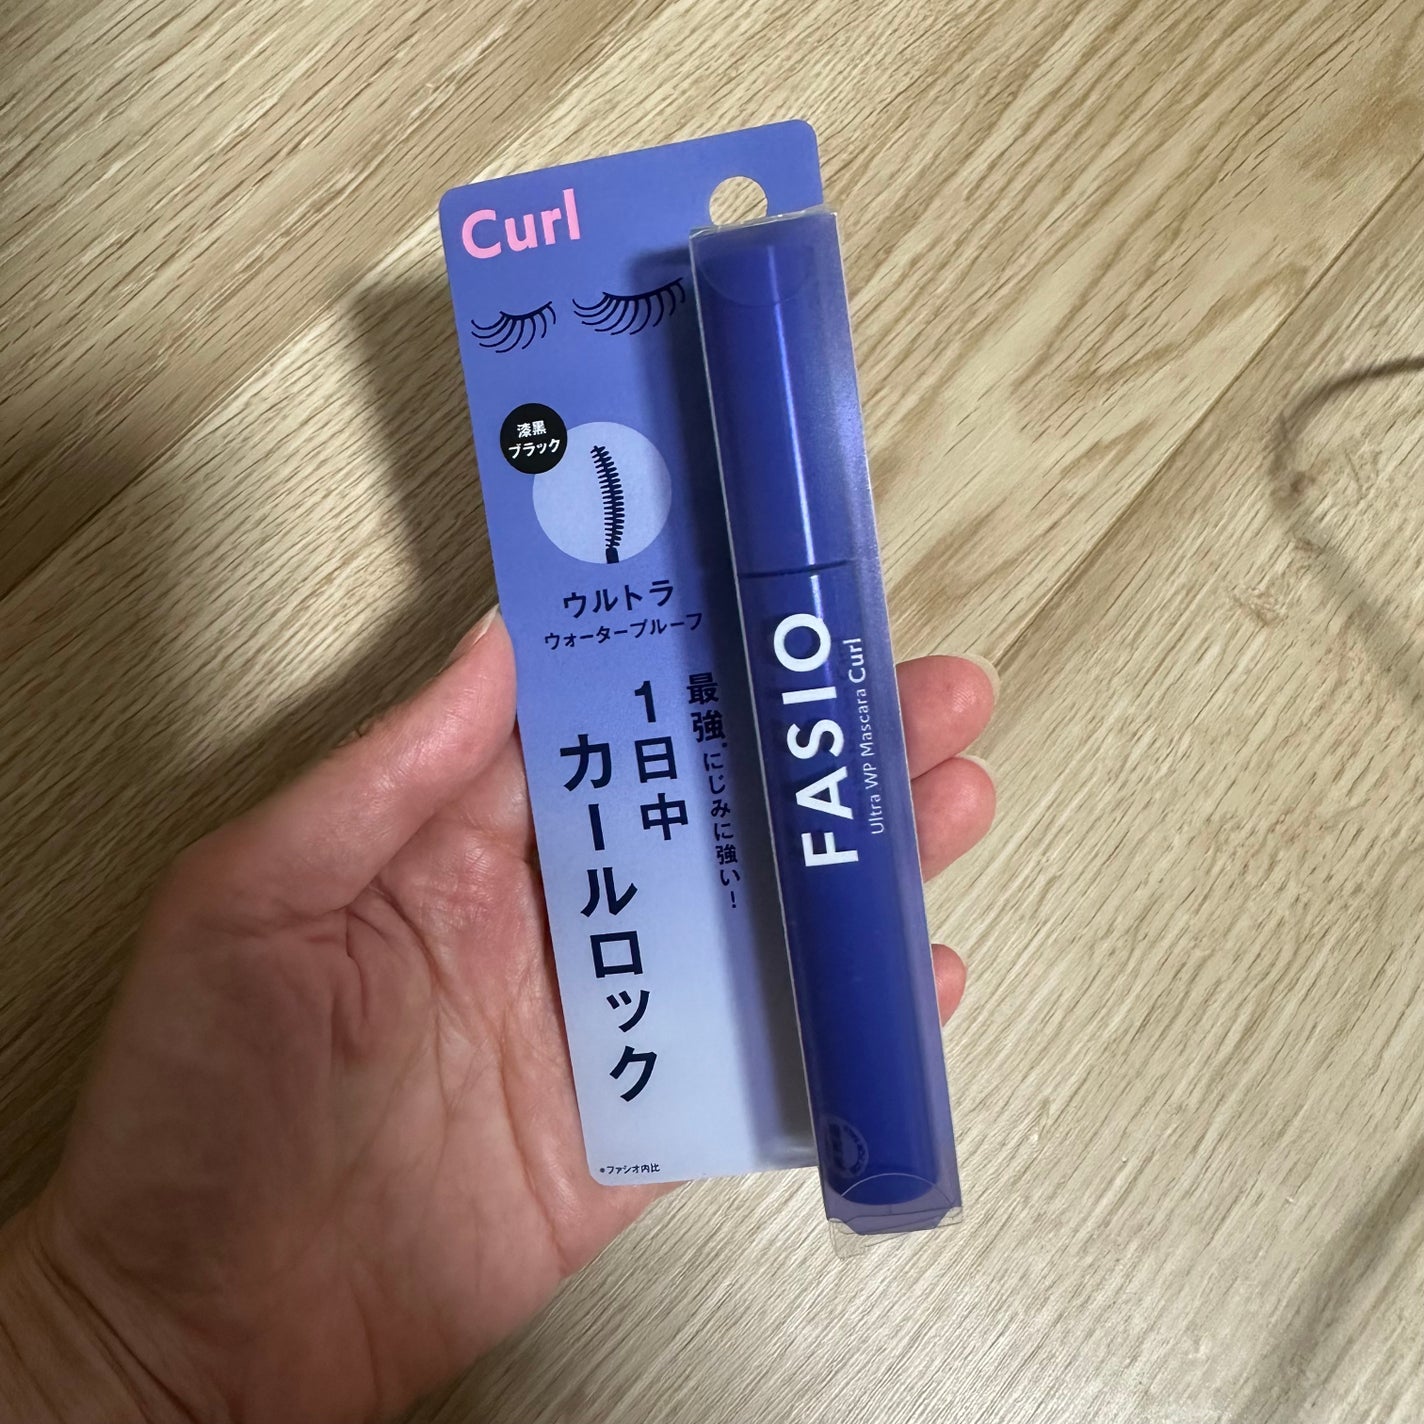 Curl
漆黒
ブラック
ウルトラ
ウォータープルーフ
最強*にじみに強い!
1日中
カールロック
*ファシオ内比
FASIO
Ultra WP Mascara Curl